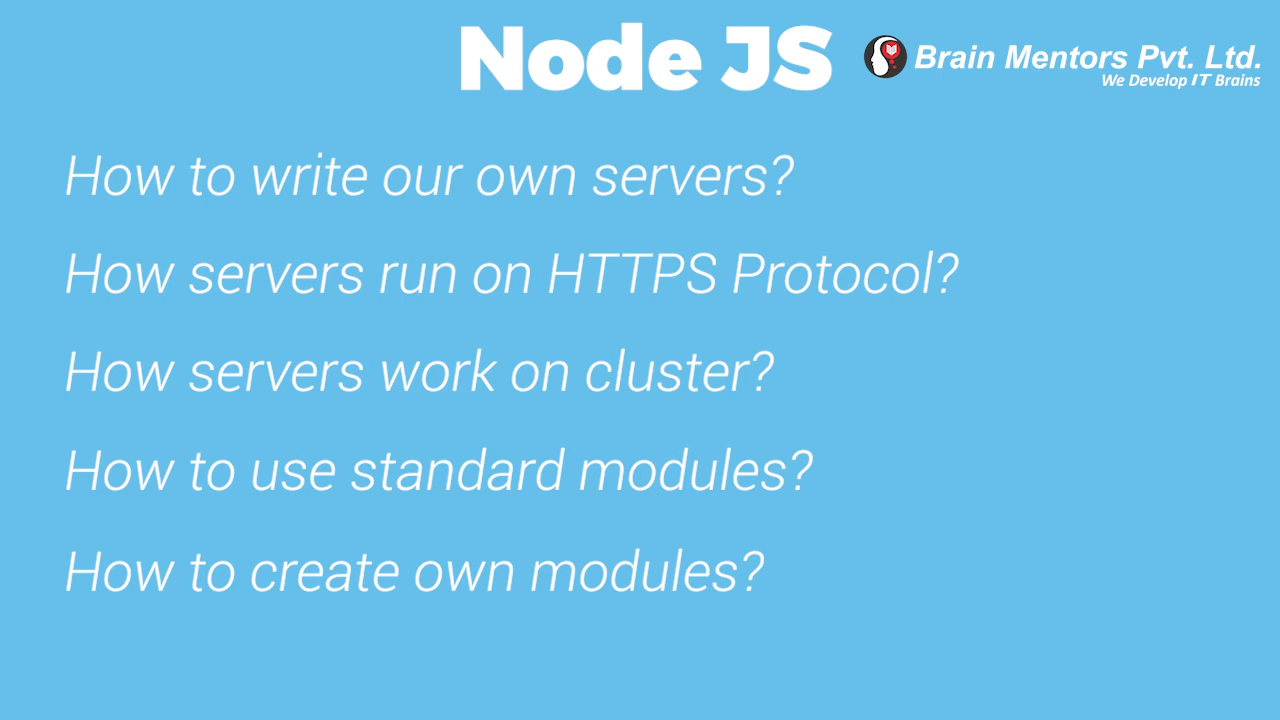 Node JS
Brain Mentors Pvt. Ltd.
We Develop IT Brains
How to write our own servers?
How servers run on HTTPS Protocol?
How servers work on cluster?
How to use standard modules?
How to create own modules?